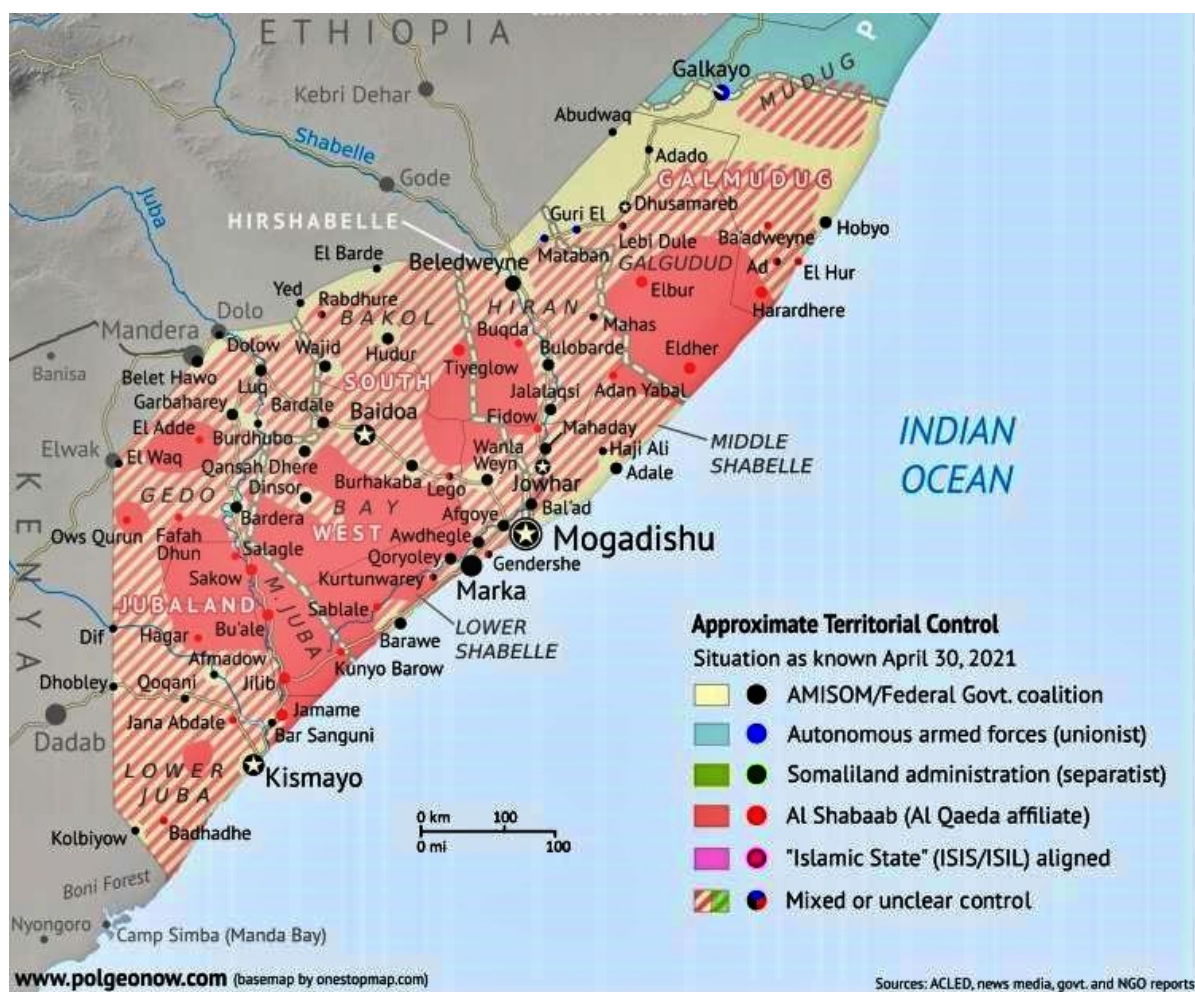 ETHIOPIA
P
Galkayo
MUDUG
Kebri Dehar
Abudwaq
Shabelle
Adado
Gode
GALMUDUG
Juba
Dhusamareb
HIRSHABELLE
Guri El
Hobyo
Lebi Dule
Ba'adweyne
Mataban
El Barde
Beledweyne
GALGUDUD
Ad
El Hur
Elbur
Yed
Rabdhure
HIRAN
Harardhere
Dolo
BAKOL
Mandera
Buqda
Mahas
Dolow
Wajid
Hudur
Bulobarde
Eldher
Banisa
Belet Hawo
Tiyeglow
Luq
SOUTH
Jalalaqsi
Adan Yabal
Garbaharey
Bardale
Baidoa
Fidow
El Adde
Burdhubo
Mahaday
INDIAN
OCEAN
Wanla
Weyn
Haji Ali
MIDDLE
SHABELLE
Elwak
El Waq
Qansah Dhere
Adale
Burhakaba
Lego
Jowhar
KENYA
GEDO
Dinsor
BAY
Bardera
Afgoye
Bal'ad
Ows Qurun
Fafah
Dhun
WEST
Awdhegle
Mogadishu
Salagle
Qoryoley
Gendershe
Sakow
Kurtunwarey
Marka
M. JUBA
JUBALAND
Sablale
Dif
Hagar
Bu'ale
Barawe
LOWER
SHABELLE
Afmadow
Kunyo Barow
Dhobley
Qoqani
Jilib
Jana Abdale
Jamame
Dadab
Bar Sanguni
LOWER
JUBA
Kismayo
Kolbiyow
Badhadhe
Boni Forest
Nyongoro
Camp Simba (Manda Bay)
0 km 100
0 mi 100
Approximate Territorial Control
Situation as known April 30, 2021
AMISOM/Federal Govt. coalition
Autonomous armed forces (unionist)
Somaliland administration (separatist)
Al Shabaab (Al Qaeda affiliate)
"Islamic State" (ISIS/ISIL) aligned
Mixed or unclear control
www.polgeonow.com (basemap by onestopmap.com)
Sources: ACLED, news media, govt. and NGO reports